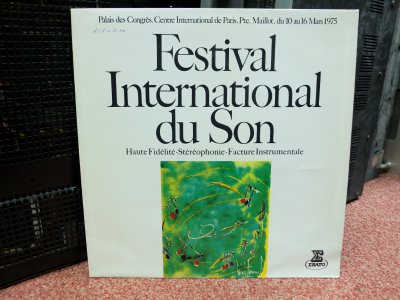 Palais des Congrès. Centre International de Paris. Pte. Maillot, du 10 au 16 Mars 1975
Festival
International
du Son
Haute Fidélité-Stéréophonie-Facture Instrumentale
ERATO